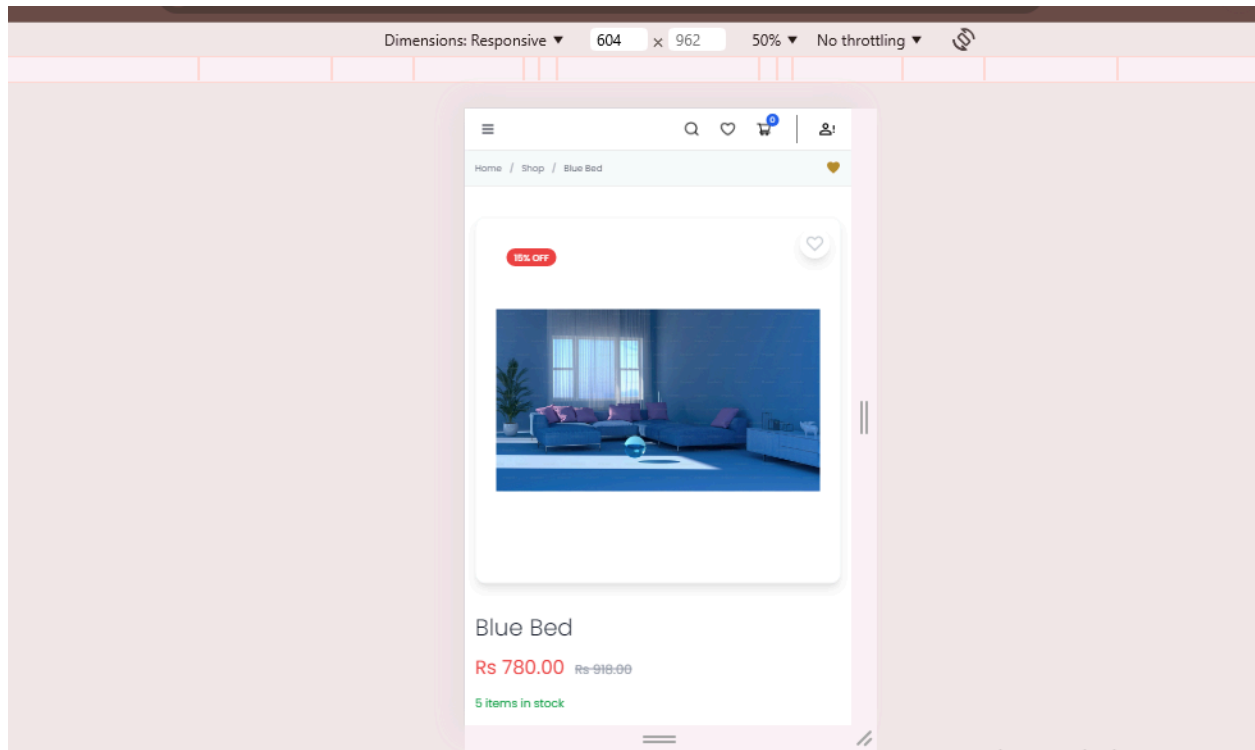 Dimensions: Responsive 604 × 962 50% No throttling
0
Home / Shop / Blue Bed
15% OFF
Blue Bed
Rs 780.00 Rs 918.00
5 items in stock